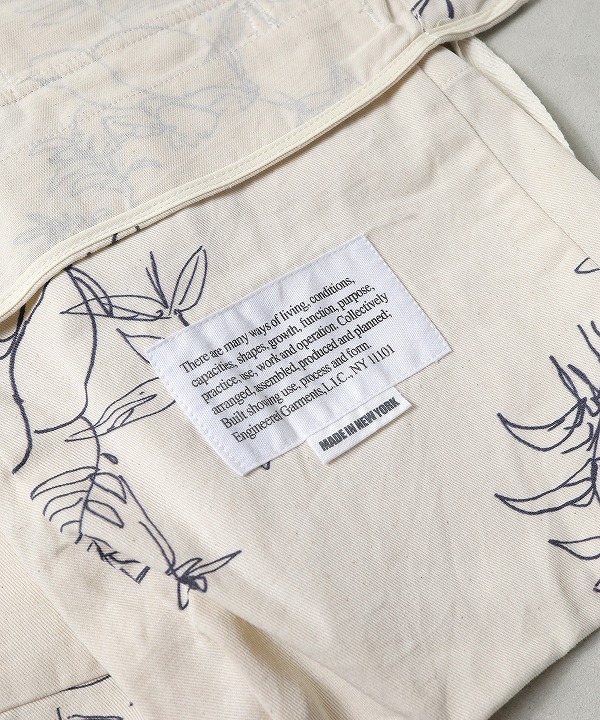 There are many ways of living, conditions,
capacities, shapes, growth, function, purpose,
practice, use, work and operation. Collectively
arranged, assembled, produced and planned;
Built showing use, process and form.
Engineered Garments, L.I.C., NY 11101
MADE IN NEW YORK